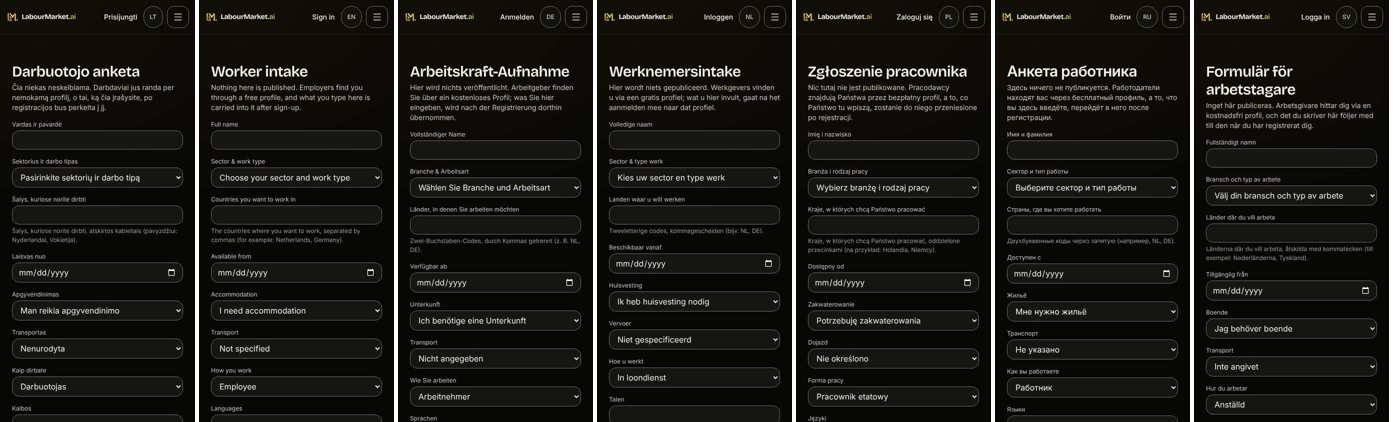 LabourMarket.ai
Prisijungti
LT
Darbuotojo anketa
Čia niekas neskelbiama. Darbdaviai jus randa per
nemokamą profilį, o tai, ką čia įrašysite, po
registracijos bus perkelta į jį.
Vardas ir pavardė
Sektorius ir darbo tipas
Pasirinkite sektorių ir darbo tipą
Šalys, kuriose norite dirbti
Šalys, kuriose norite dirbti, atskirtos kableliais (pavyzdžiui:
Nyderlandai, Vokietija).
Laisvas nuo
mm/dd/yyyy
Apgyvendinimas
Man reikia apgyvendinimo
Transportas
Nenurodyta
Kaip dirbate
Darbuotojas
Kalbos
LabourMarket.ai
Sign in
EN
Worker intake
Nothing here is published. Employers find you
through a free profile, and what you type here is
carried into it after sign-up.
Full name
Sector & work type
Choose your sector and work type
Countries you want to work in
The countries where you want to work, separated by
commas (for example: Netherlands, Germany).
Available from
mm/dd/yyyy
Accommodation
I need accommodation
Transport
Not specified
How you work
Employee
Languages
LabourMarket.ai
Anmelden
DE
Arbeitskraft-Aufnahme
Hier wird nichts veröffentlicht. Arbeitgeber finden
Sie über ein kostenloses Profil; was Sie hier
eingeben, wird nach der Registrierung dorthin
übernommen.
Vollständiger Name
Branche & Arbeitsart
Wählen Sie Branche und Arbeitsart
Länder, in denen Sie arbeiten möchten
Zwei-Buchstaben-Codes, durch Kommas getrennt (z. B. NL,
DE).
Verfügbar ab
mm/dd/yyyy
Unterkunft
Ich benötige eine Unterkunft
Transport
Nicht angegeben
Wie Sie arbeiten
Arbeitnehmer
Sprachen
LabourMarket.ai
Inloggen
NL
Werknemersintake
Hier wordt niets gepubliceerd. Werkgevers vinden
u via een gratis profiel; wat u hier invult, gaat na het
aanmelden mee naar dat profiel.
Volledige naam
Sector & type werk
Kies uw sector en type werk
Landen waar u wilt werken
Tweeletterige codes, kommagescheiden (bijv. NL, DE).
Beschikbaar vanaf
mm/dd/yyyy
Huisvesting
Ik heb huisvesting nodig
Vervoer
Niet gespecificeerd
Hoe u werkt
In loondienst
Talen
LabourMarket.ai
Zaloguj się
PL
Zgłoszenie pracownika
Nic tutaj nie jest publikowane. Pracodawcy
znajdują Państwa przez bezpłatny profil, a to, co
Państwo tu wpiszą, zostanie do niego przeniesione
po rejestracji.
Imię i nazwisko
Branża i rodzaj pracy
Wybierz branżę i rodzaj pracy
Kraje, w których chcą Państwo pracować
Kraje, w których chcą Państwo pracować, oddzielone
przecinkami (na przykład: Holandia, Niemcy).
Dostępny od
mm/dd/yyyy
Zakwaterowanie
Potrzebuję zakwaterowania
Dojazd
Nie określono
Forma pracy
Pracownik etatowy
Języki
LabourMarket.ai
Войти
RU
Анкета работника
Здесь ничего не публикуется. Работодатели
находят вас через бесплатный профиль, а то, что
вы здесь введёте, перейдёт в него после
регистрации.
Имя и фамилия
Сектор и тип работы
Выберите сектор и тип работы
Страны, где вы хотите работать
Двухбуквенные коды через запятую (например, NL, DE).
Доступен с
mm/dd/yyyy
Жильё
Мне нужно жильё
Транспорт
Не указано
Как вы работаете
Работник
Языки
LabourMarket.ai
Logga in
SV
Formulär för
arbetstagare
Inget här publiceras. Arbetsgivare hittar dig via en
kostnadsfri profil, och det du skriver här följer med
till den när du har registrerat dig.
Fullständigt namn
Bransch och typ av arbete
Välj din bransch och typ av arbete
Länder där du vill arbeta
Länderna där du vill arbeta, åtskilda med kommatecken (till
exempel: Nederländerna, Tyskland).
Tillgänglig från
mm/dd/yyyy
Boende
Jag behöver boende
Transport
Inte angivet
Hur du arbetar
Anställd